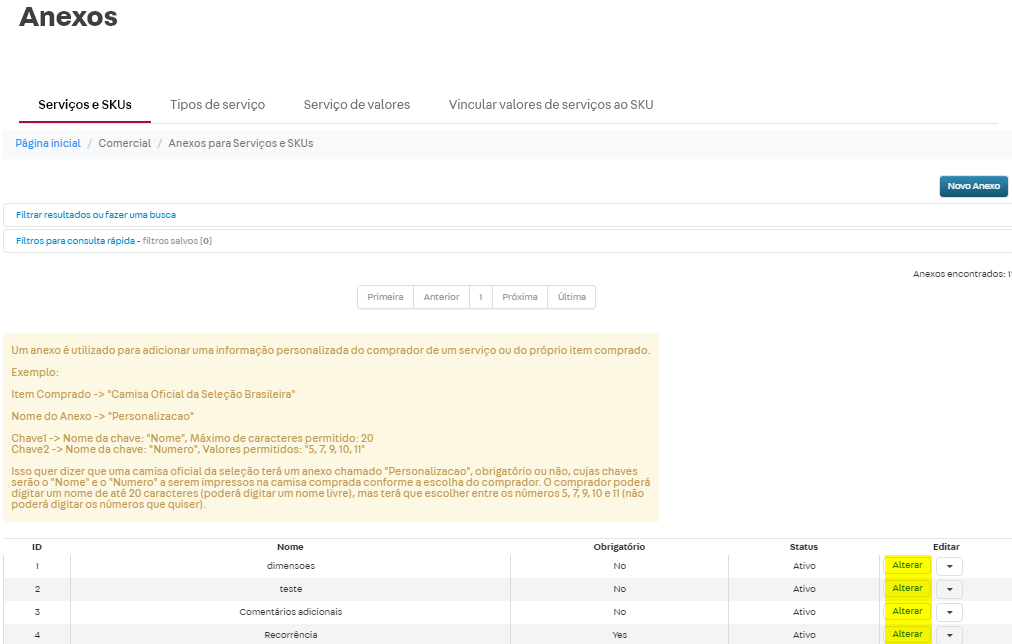 Anexos
Serviços e SKUs Tipos de serviço Serviço de valores Vincular valores de serviços ao SKU
Página inicial / Comercial / Anexos para Serviços e SKUs
Novo Anexo
Filtrar resultados ou fazer uma busca
Filtros para consulta rápida - filtros salvos [0]
Anexos encontrados:
Primeira Anterior 1 Próxima Última
Um anexo é utilizado para adicionar uma informação personalizada do comprador de um serviço ou do próprio item comprado.
Exemplo:
Item Comprado -> "Camisa Oficial da Seleção Brasileira"
Nome do Anexo -> "Personalizacao"
Chave1 -> Nome da chave: "Nome", Máximo de caracteres permitido: 20
Chave2 -> Nome da chave: "Numero", Valores permitidos: "5, 7, 9, 10, 11"
Isso quer dizer que uma camisa oficial da seleção terá um anexo chamado "Personalizacao", obrigatório ou não, cujas chaves
serão o "Nome" e o "Numero" a serem impressos na camisa comprada conforme a escolha do comprador. O comprador poderá
digitar um nome de até 20 caracteres (poderá digitar um nome livre), mas terá que escolher entre os números 5, 7, 9, 10 e 11 (não
poderá digitar os números que quiser).
ID Nome Obrigatório Status Editar
1 dimensoes No Ativo Alterar
2 teste No Ativo Alterar
3 Comentários adicionais No Ativo Alterar
4 Recorrência Yes Ativo Alterar